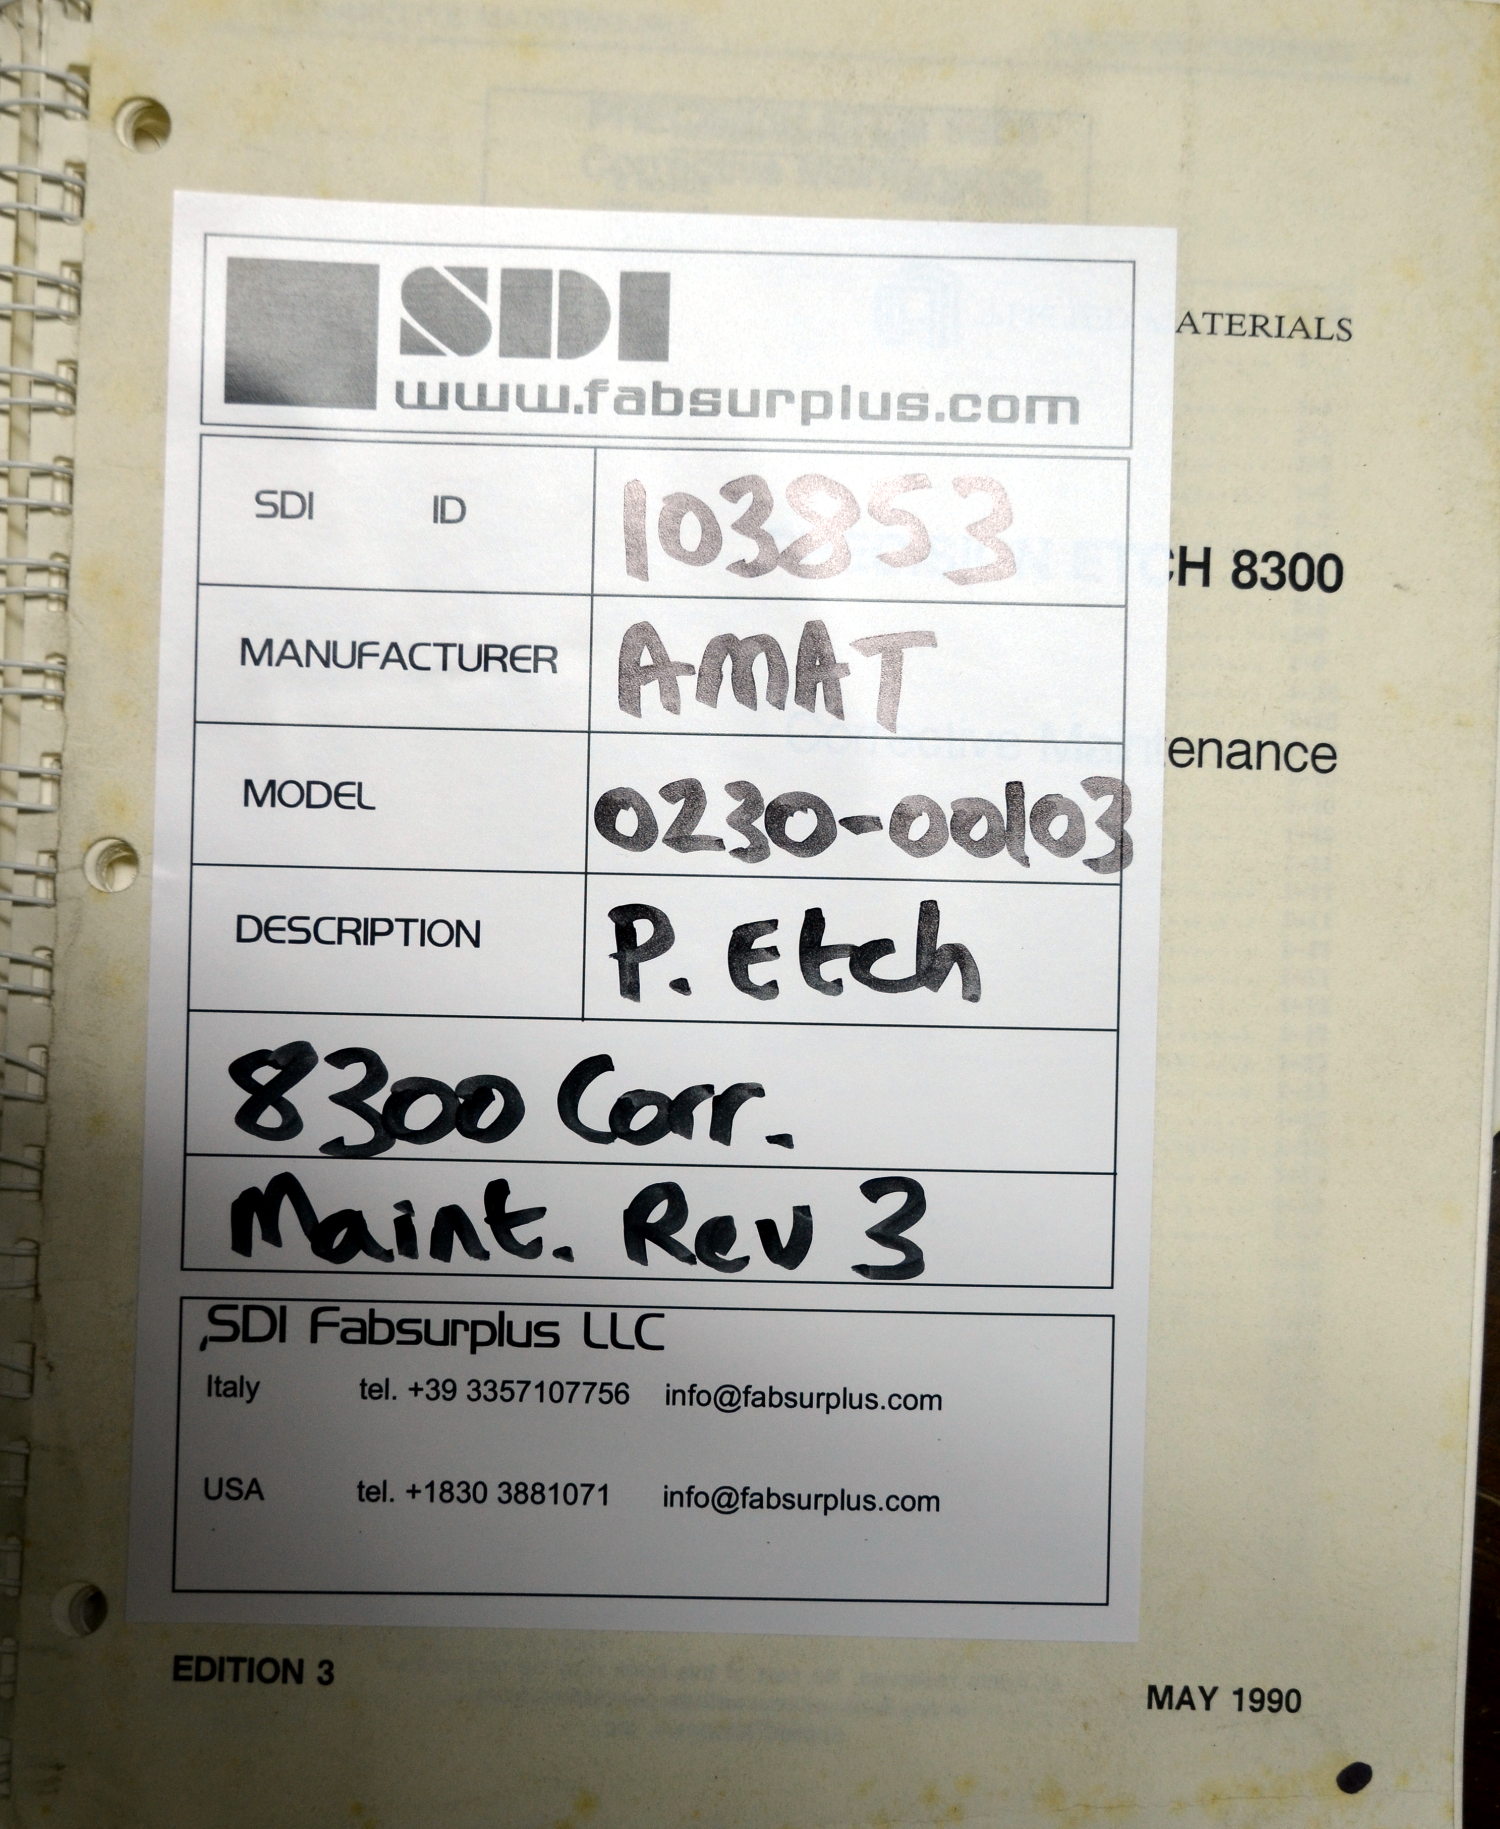 ATERIALS
SDI
www.fabsurplus.com
SDI ID 103853
CH 8300
MANUFACTURER AMAT
Corrective Maintenance
MODEL 0230-00103
DESCRIPTION P. Etch
8300 Corr.
Maint. Rev 3
SDI Fabsurplus LLC
Italy tel. +39 3357107756 info@fabsurplus.com
USA tel. +1830 3881071 info@fabsurplus.com
EDITION 3
MAY 1990